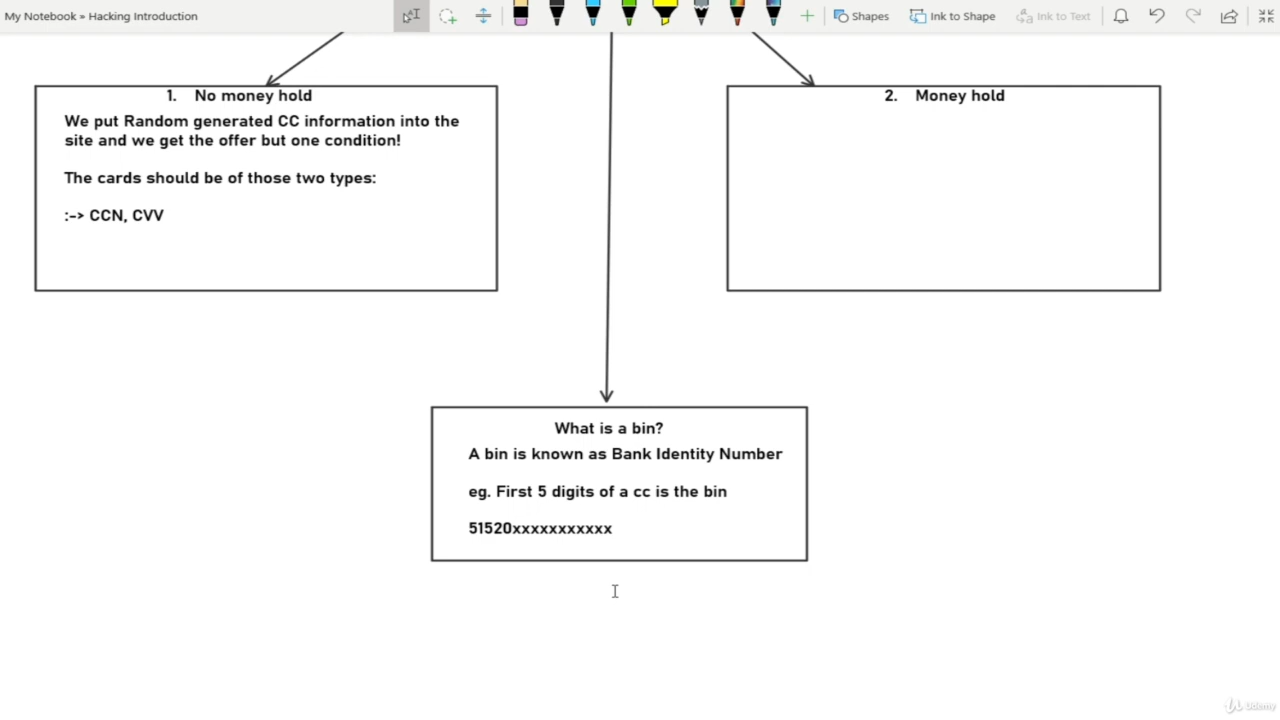 My Notebook » Hacking Introduction
Shapes
Ink to Shape
Ink to Text
1. No money hold
We put Random generated CC information into the
site and we get the offer but one condition!
The cards should be of those two types:
:-> CCN, CVV
2. Money hold
What is a bin?
A bin is known as Bank Identity Number
eg. First 5 digits of a cc is the bin
51520xxxxxxxxxxx
Udemy